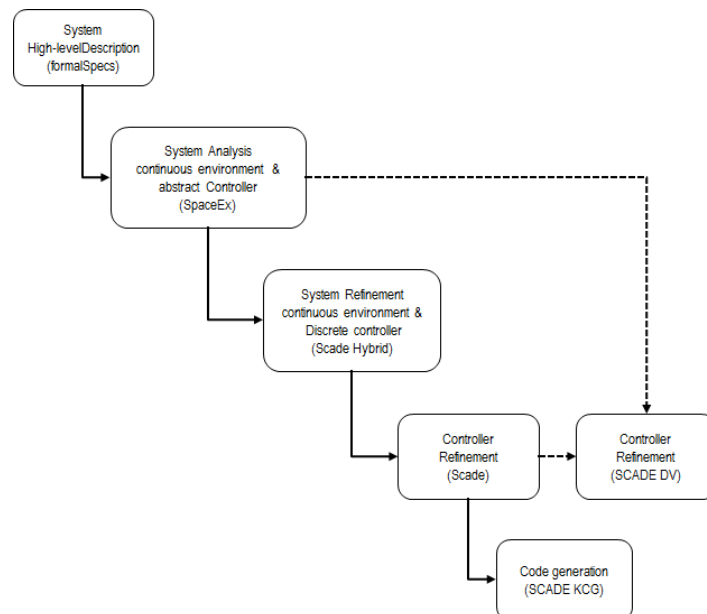 System
High-levelDescription
(formalSpecs)
System Analysis
continuous environment &
abstract Controller
(SpaceEx)
System Refinement
continuous environment &
Discrete controller
(Scade Hybrid)
Controller
Refinement
(Scade)
Controller
Refinement
(SCADE DV)
Code generation
(SCADE KCG)